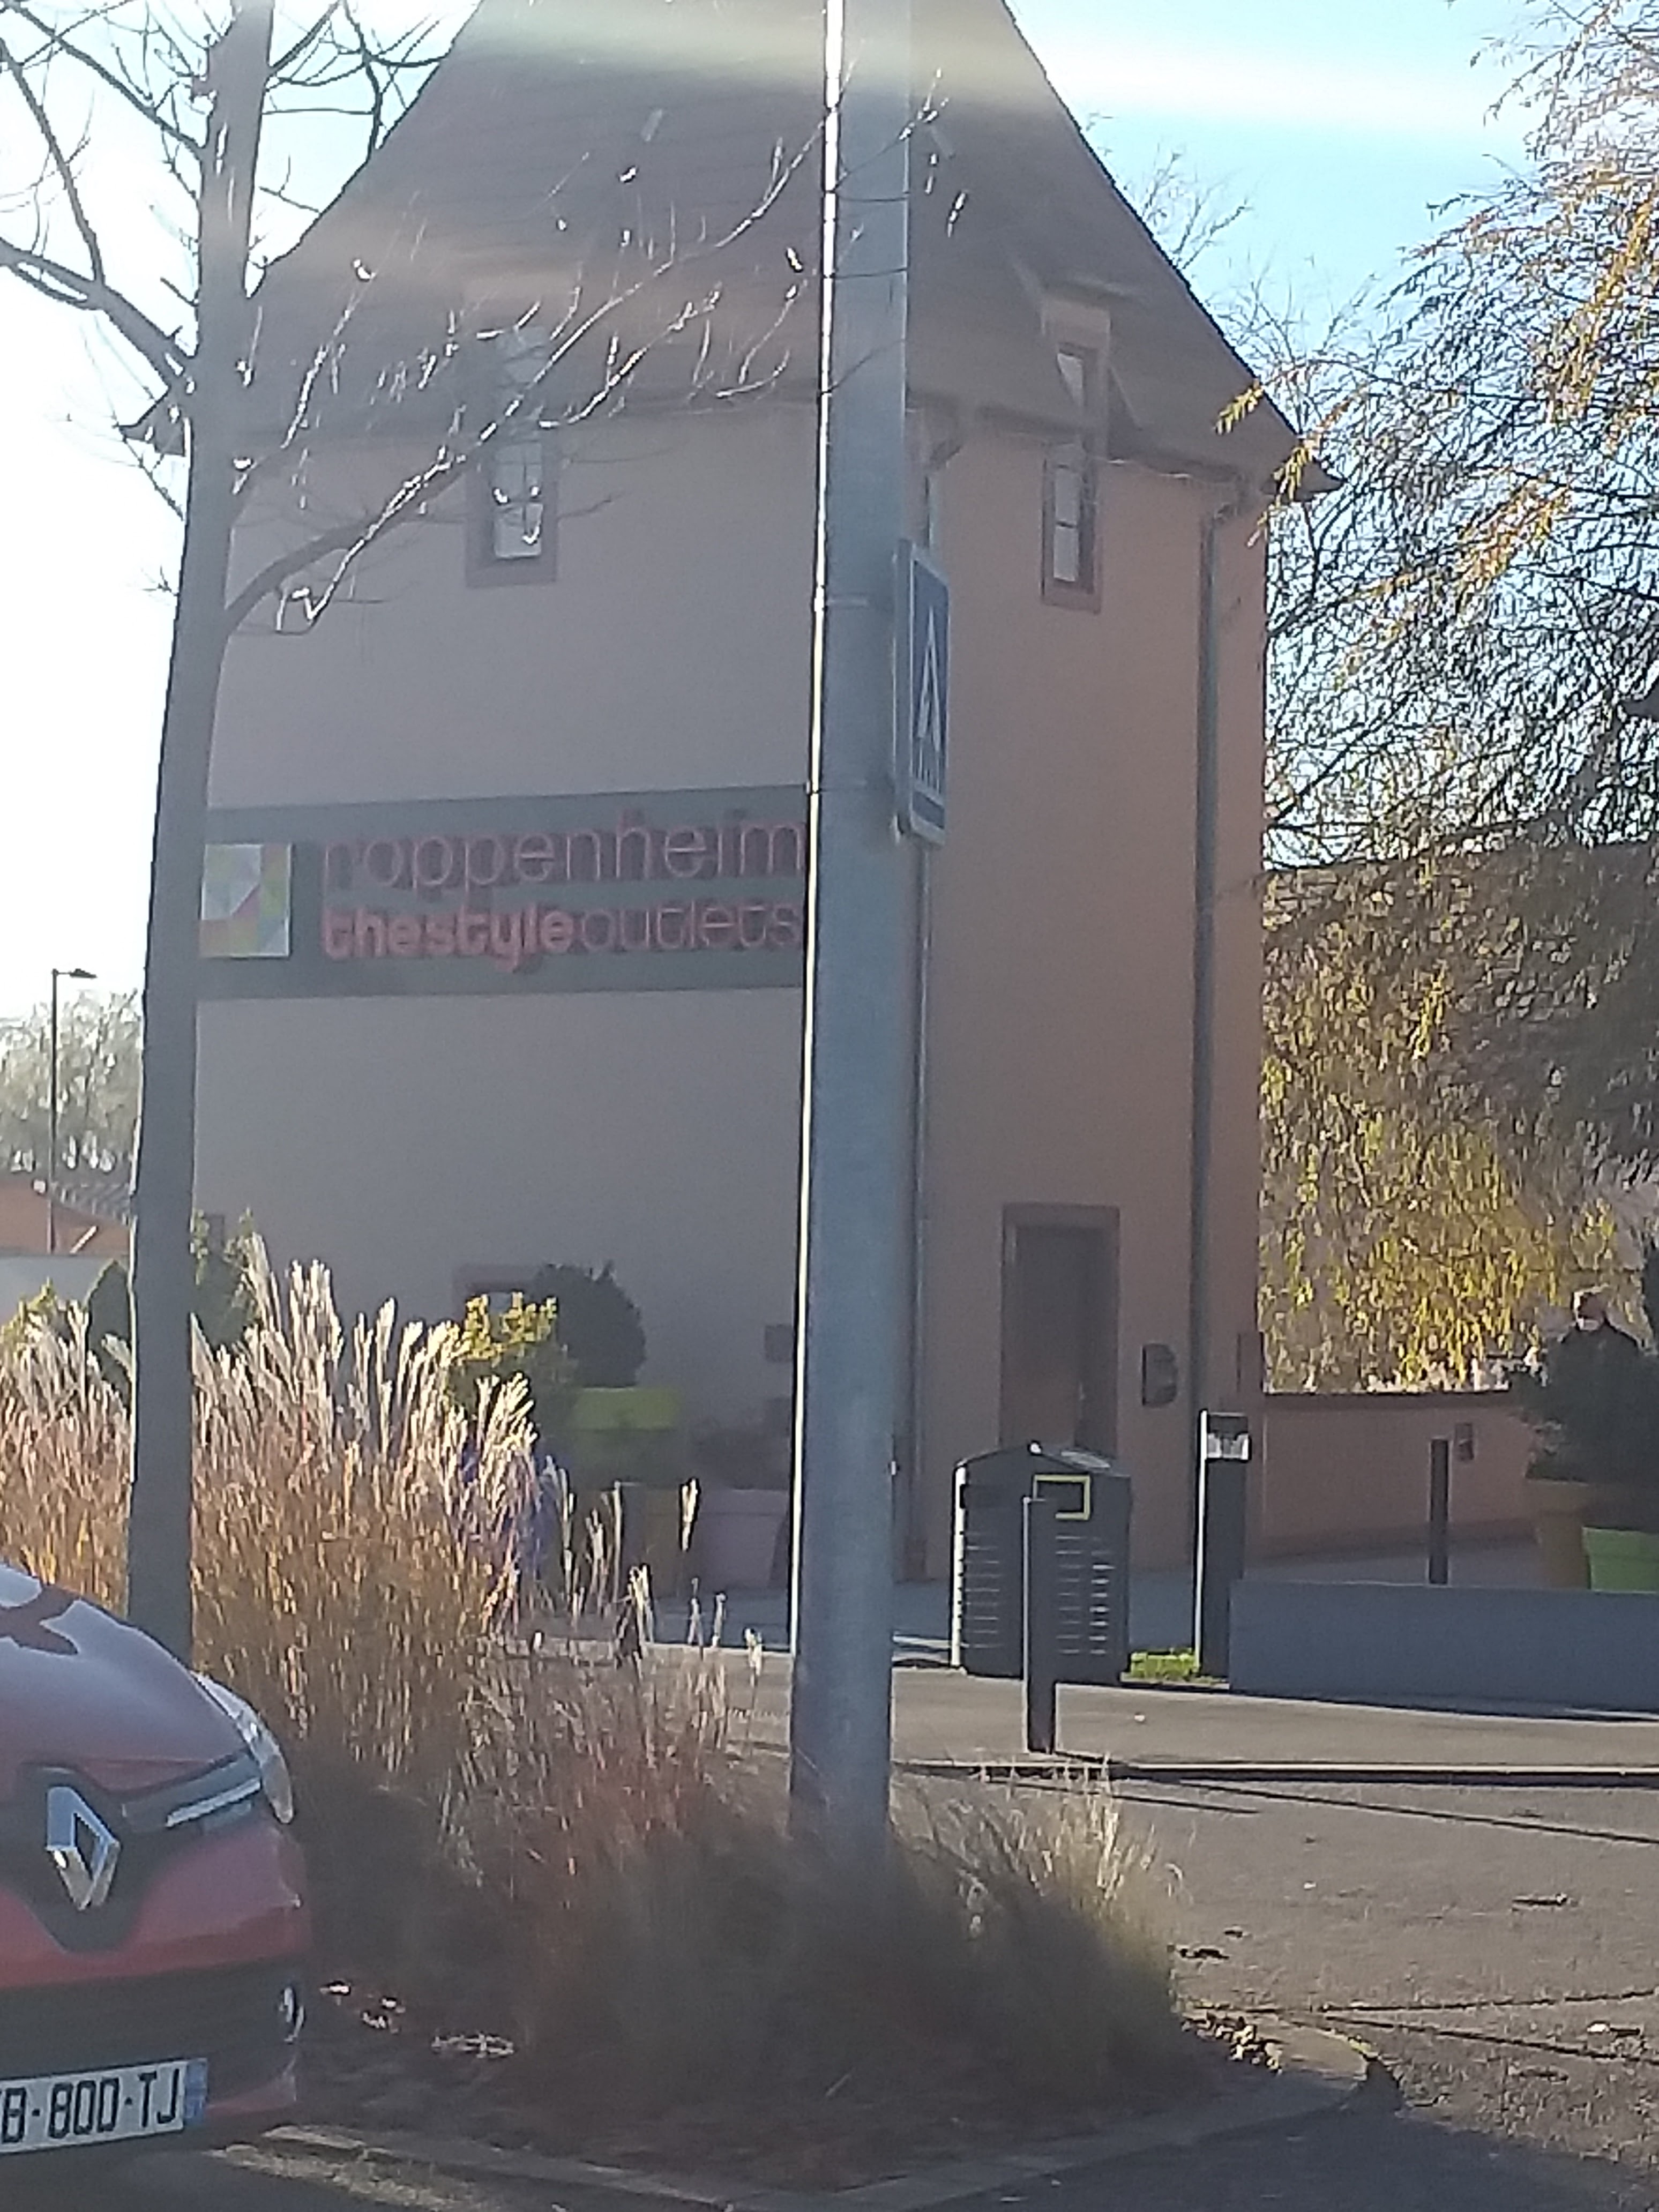 roppenheim
thestyleoutlets
B-800-TJ